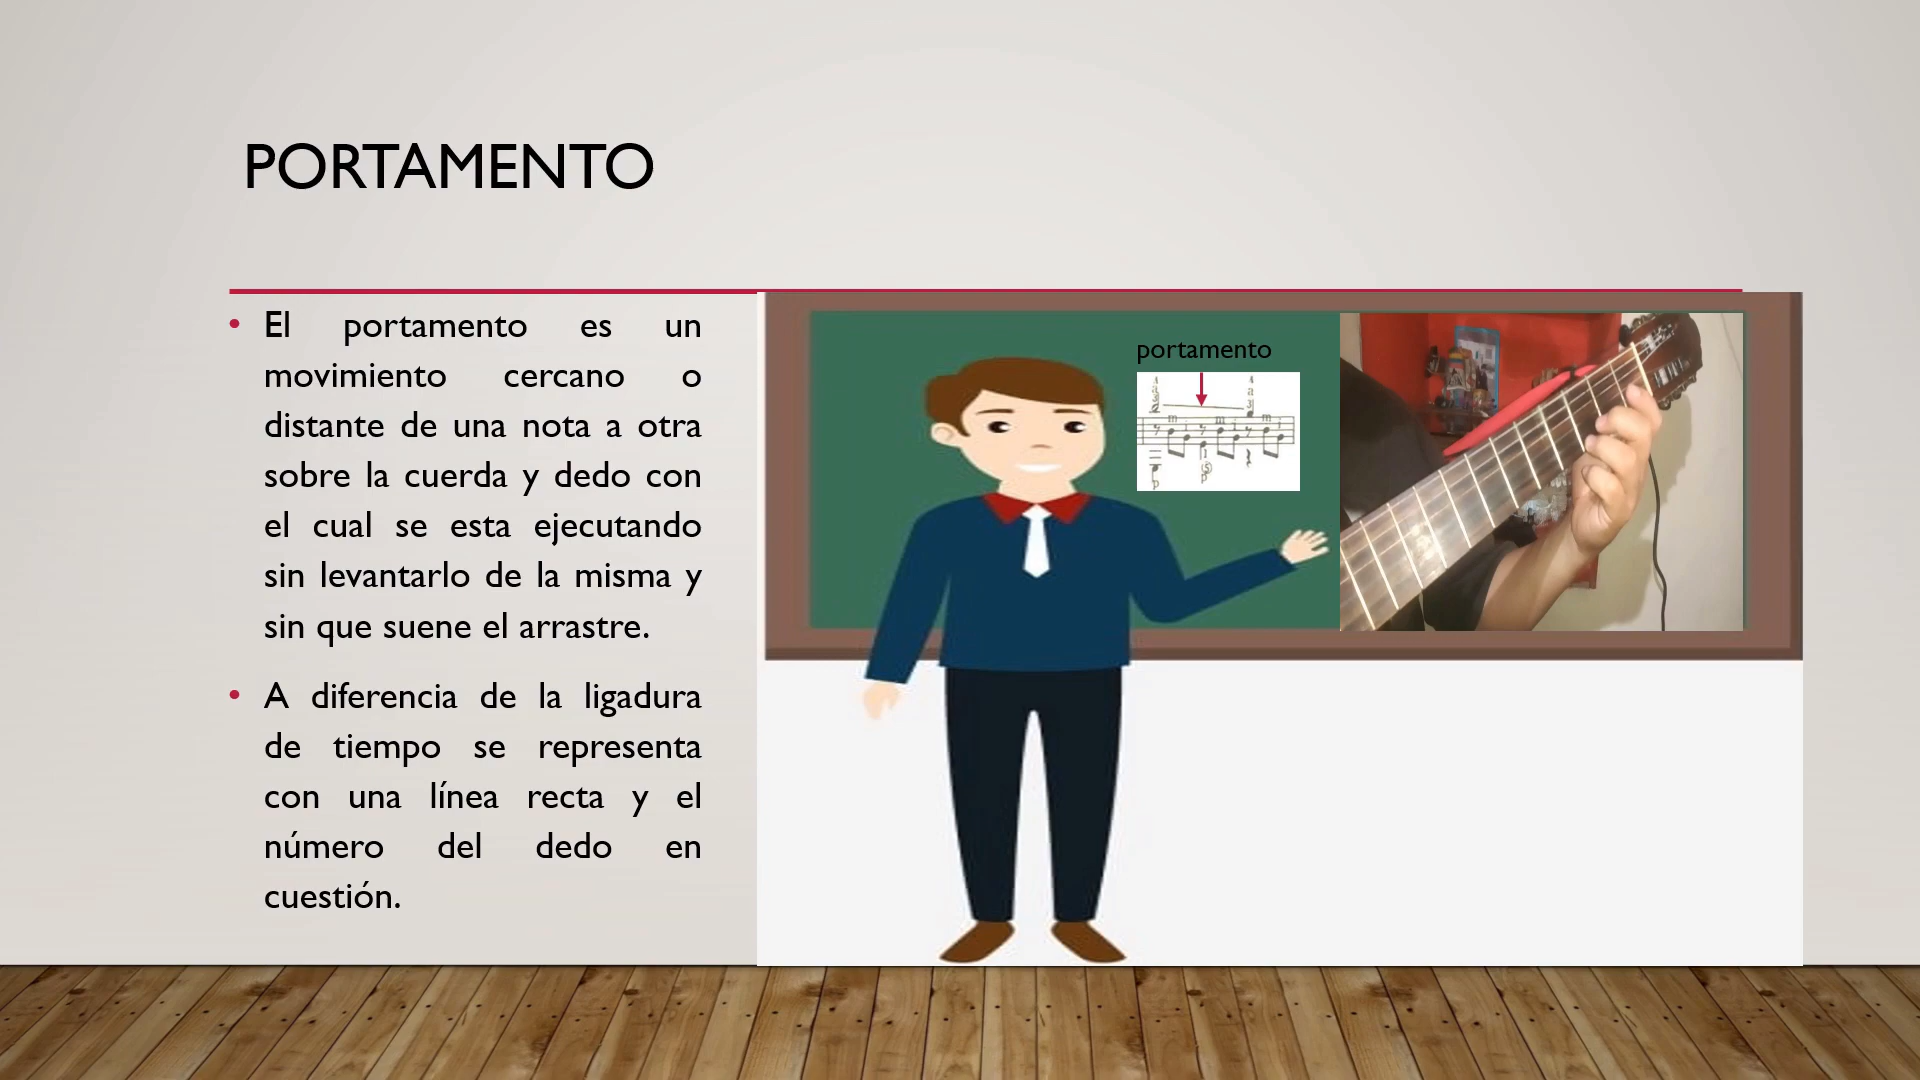 PORTAMENTO
• El portamento es un
movimiento cercano o
distante de una nota a otra
sobre la cuerda y dedo con
el cual se esta ejecutando
sin levantarlo de la misma y
sin que suene el arrastre.
• A diferencia de la ligadura
de tiempo se representa
con una línea recta y el
número del dedo en
cuestión.
portamento